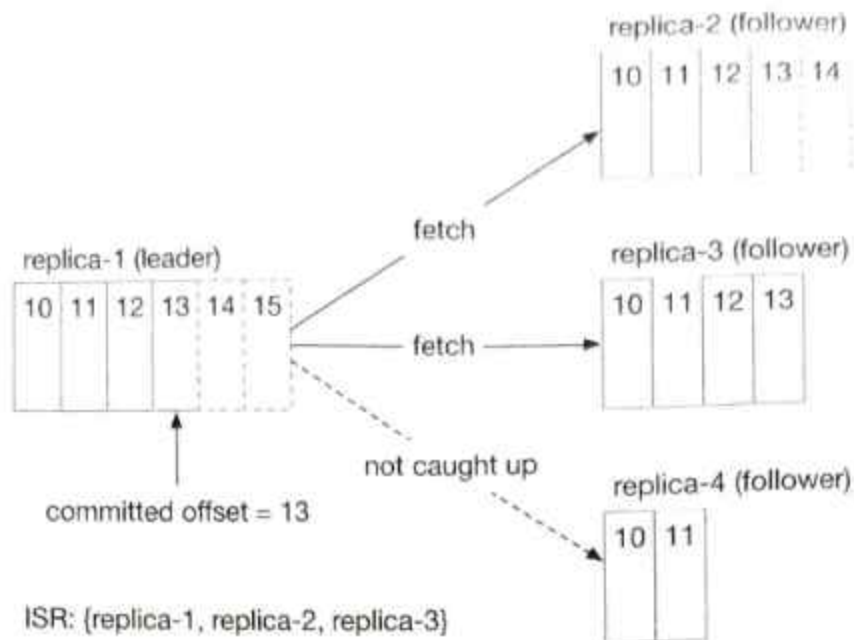 replica-2 (follower)
10 11 12 13 14
fetch
replica-1 (leader)
10 11 12 13 14 15
replica-3 (follower)
10 11 12 13
fetch
not caught up
committed offset = 13
replica-4 (follower)
10 11
ISR: {replica-1, replica-2, replica-3}